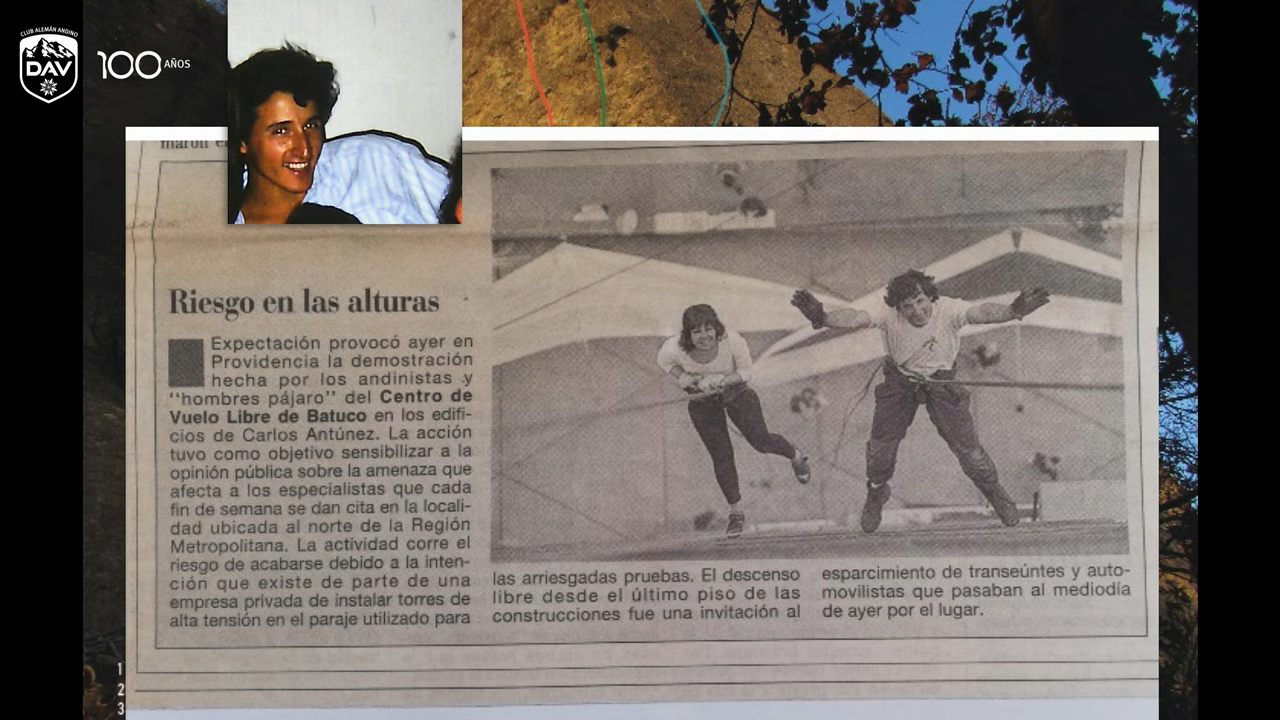 CLUB ALEMÁN ANDINO
DAV
100 AÑOS
Riesgo en las alturas
Expectación provocó ayer en
Providencia la demostración
hecha por los andinistas y
“hombres pájaro” del Centro de
Vuelo Libre de Batuco en los edifi-
cios de Carlos Antúnez. La acción
tuvo como objetivo sensibilizar a la
opinión pública sobre la amenaza que
afecta a los especialistas que cada
fin de semana se dan cita en la locali-
dad ubicada al norte de la Región
Metropolitana. La actividad corre el
riesgo de acabarse debido a la inten-
ción que existe de parte de una
empresa privada de instalar torres de
alta tensión en el paraje utilizado para
las arriesgadas pruebas. El descenso
libre desde el último piso de las
construcciones fue una invitación al
esparcimiento de transeúntes y auto-
movilistas que pasaban al mediodía
de ayer por el lugar.
1
2
3